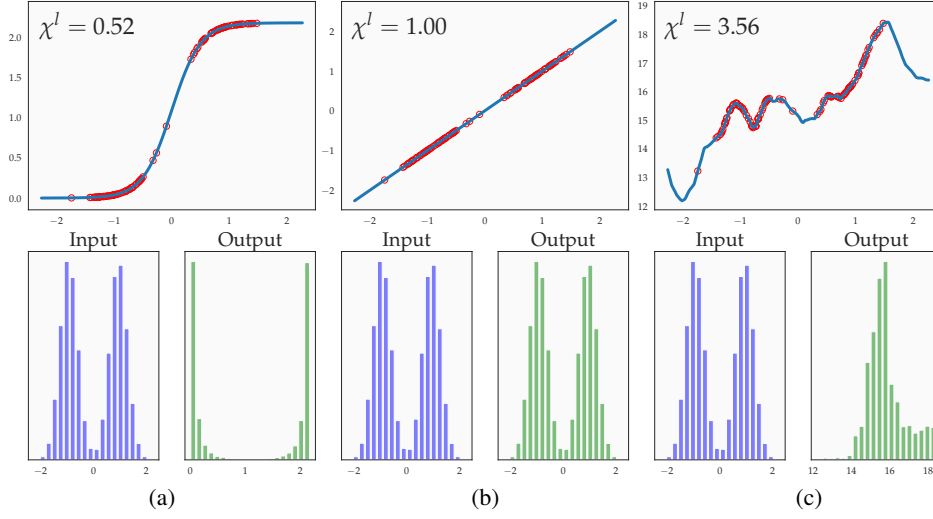 χ^l = 0.52
2.0
1.5
1.0
0.5
0.0
−2 −1 0 1 2
χ^l = 1.00
2
1
0
−1
−2
−2 −1 0 1 2
χ^l = 3.56
19
18
17
16
15
14
13
12
−2 −1 0 1 2
Input Output Input Output Input Output
−2 0 2 0 1 2 −2 0 2 −2 0 2 −2 0 2 12 14 16 18
(a) (b) (c)